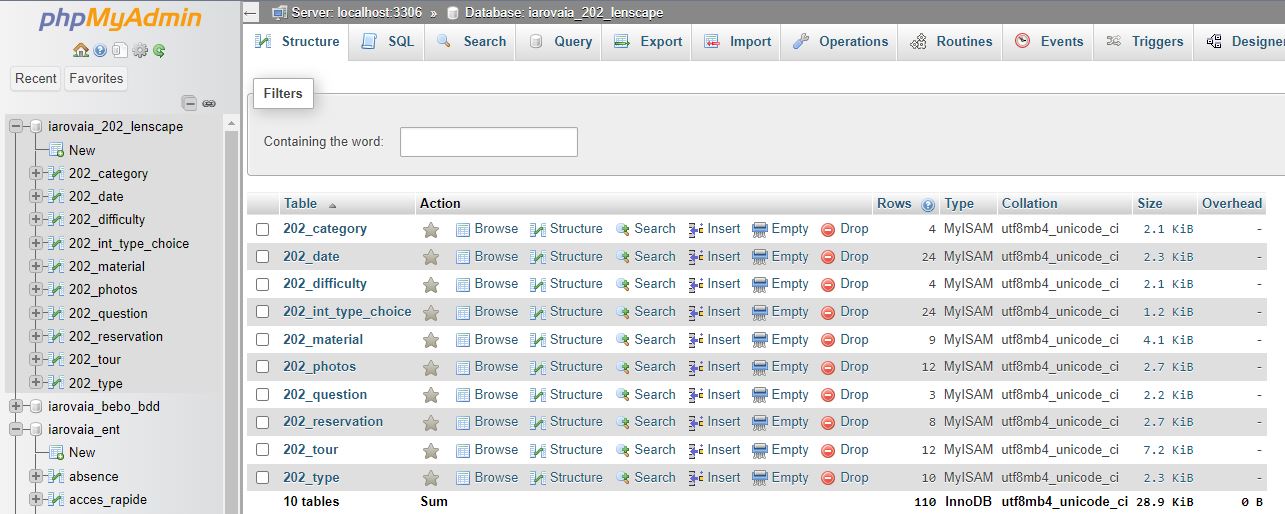 phpMyAdmin
Recent Favorites
iarovaia_202_lenscape
New
202_category
202_date
202_difficulty
202_int_type_choice
202_material
202_photos
202_question
202_reservation
202_tour
202_type
iarovaia_bebo_bdd
iarovaia_ent
New
absence
acces_rapide
Server: localhost:3306 » Database: iarovaia_202_lenscape
Structure SQL Search Query Export Import Operations Routines Events Triggers Designer
Filters
Containing the word:
Table Action Rows Type Collation Size Overhead
202_category Browse Structure Search Insert Empty Drop 4 MyISAM utf8mb4_unicode_ci 2.1 KiB -
202_date Browse Structure Search Insert Empty Drop 24 MyISAM utf8mb4_unicode_ci 2.3 KiB -
202_difficulty Browse Structure Search Insert Empty Drop 4 MyISAM utf8mb4_unicode_ci 2.1 KiB -
202_int_type_choice Browse Structure Search Insert Empty Drop 24 MyISAM utf8mb4_unicode_ci 1.2 KiB -
202_material Browse Structure Search Insert Empty Drop 9 MyISAM utf8mb4_unicode_ci 4.1 KiB -
202_photos Browse Structure Search Insert Empty Drop 12 MyISAM utf8mb4_unicode_ci 2.7 KiB -
202_question Browse Structure Search Insert Empty Drop 3 MyISAM utf8mb4_unicode_ci 2.2 KiB -
202_reservation Browse Structure Search Insert Empty Drop 8 MyISAM utf8mb4_unicode_ci 2.7 KiB -
202_tour Browse Structure Search Insert Empty Drop 12 MyISAM utf8mb4_unicode_ci 7.2 KiB -
202_type Browse Structure Search Insert Empty Drop 10 MyISAM utf8mb4_unicode_ci 2.3 KiB -
10 tables Sum 110 InnoDB utf8mb4_unicode_ci 28.9 KiB 0 B